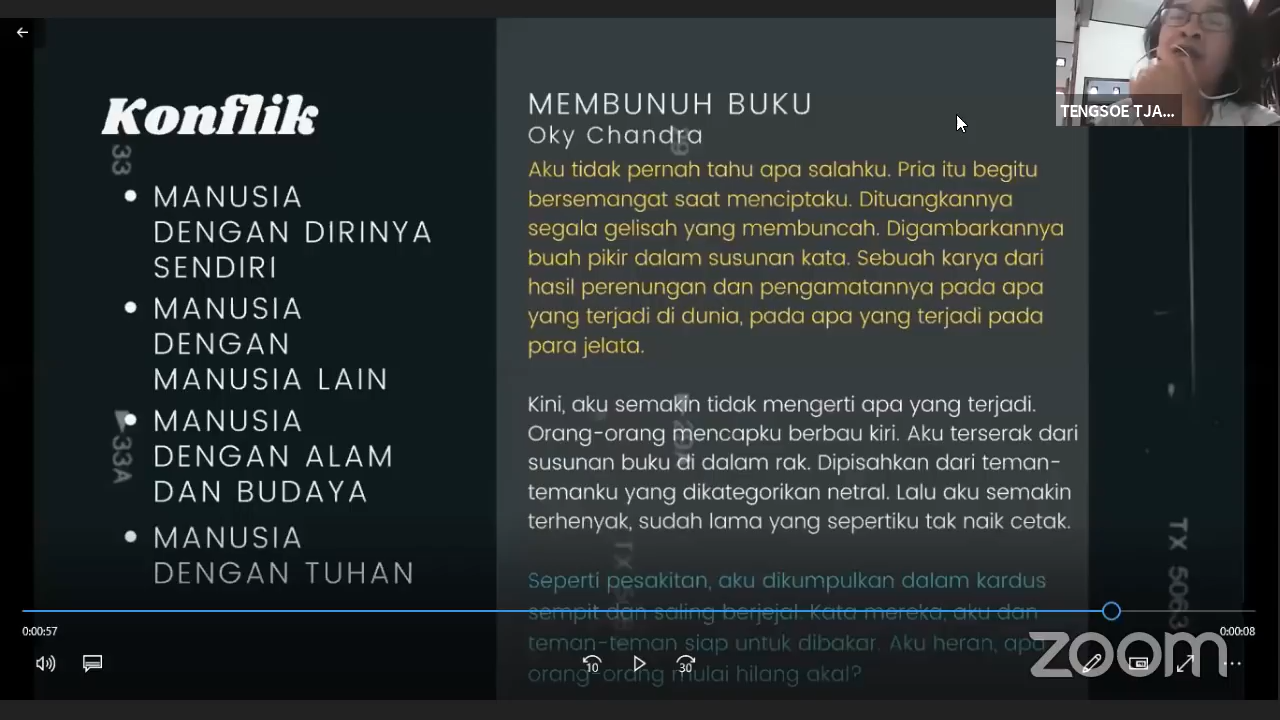 Konflik
MANUSIA
DENGAN DIRINYA
SENDIRI
MANUSIA
DENGAN
MANUSIA LAIN
MANUSIA
DENGAN ALAM
DAN BUDAYA
MANUSIA
DENGAN TUHAN
33
33A
MEMBUNUH BUKU
Oky Chandra
Aku tidak pernah tahu apa salahku. Pria itu begitu
bersemangat saat menciptaku. Dituangkannya
segala gelisah yang membuncah. Digambarkannya
buah pikir dalam susunan kata. Sebuah karya dari
hasil perenungan dan pengamatannya pada apa
yang terjadi di dunia, pada apa yang terjadi pada
para jelata.
Kini, aku semakin tidak mengerti apa yang terjadi.
Orang-orang mencapku berbau kiri. Aku terserak dari
susunan buku di dalam rak. Dipisahkan dari teman-
temanku yang dikategorikan netral. Lalu aku semakin
terhenyak, sudah lama yang sepertiku tak naik cetak.
Seperti pesakitan, aku dikumpulkan dalam kardus
sempit dan saling berjejal. Kata mereka, aku dan
teman-teman siap untuk dibakar. Aku heran, apa
orang-orang mulai hilang akal?
TENGSOE TJA...
TX 5063
0:00:57
0:00:08
10
30
zoom